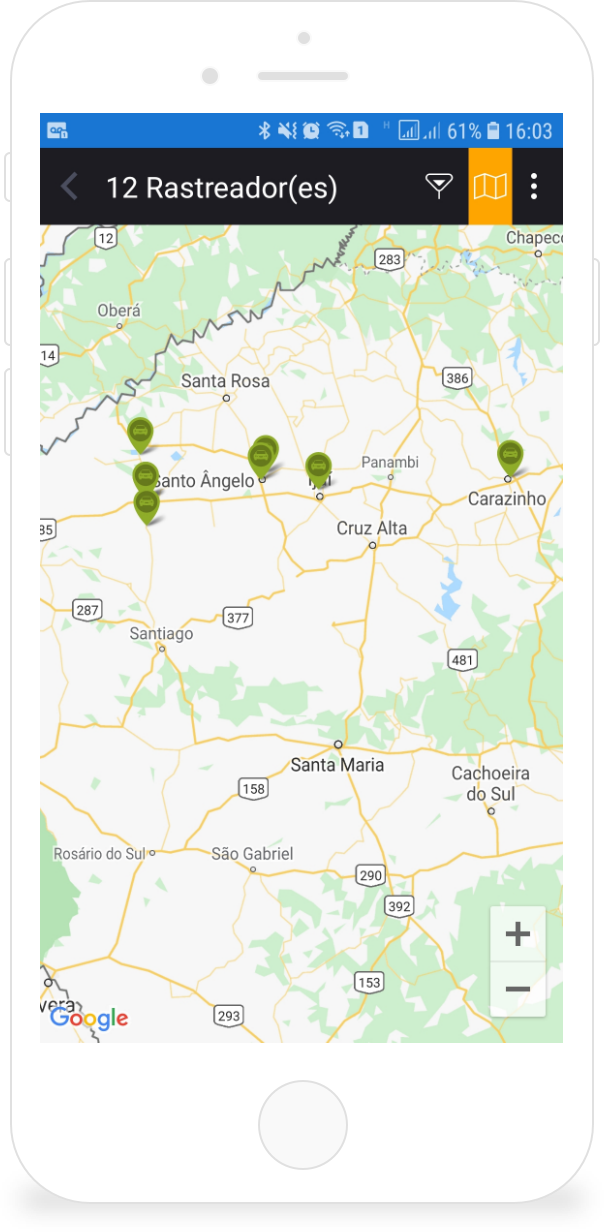 1 H 61% 16:03
12 Rastreador(es)
12
Chapecó
283
Oberá
14
Santa Rosa
386
Panambi
Santo Ângelo
Carazinho
85
Cruz Alta
287
377
Santiago
481
Santa Maria
Cachoeira
do Sul
158
Rosário do Sul
São Gabriel
290
392
+
153
−
vera
Google
293